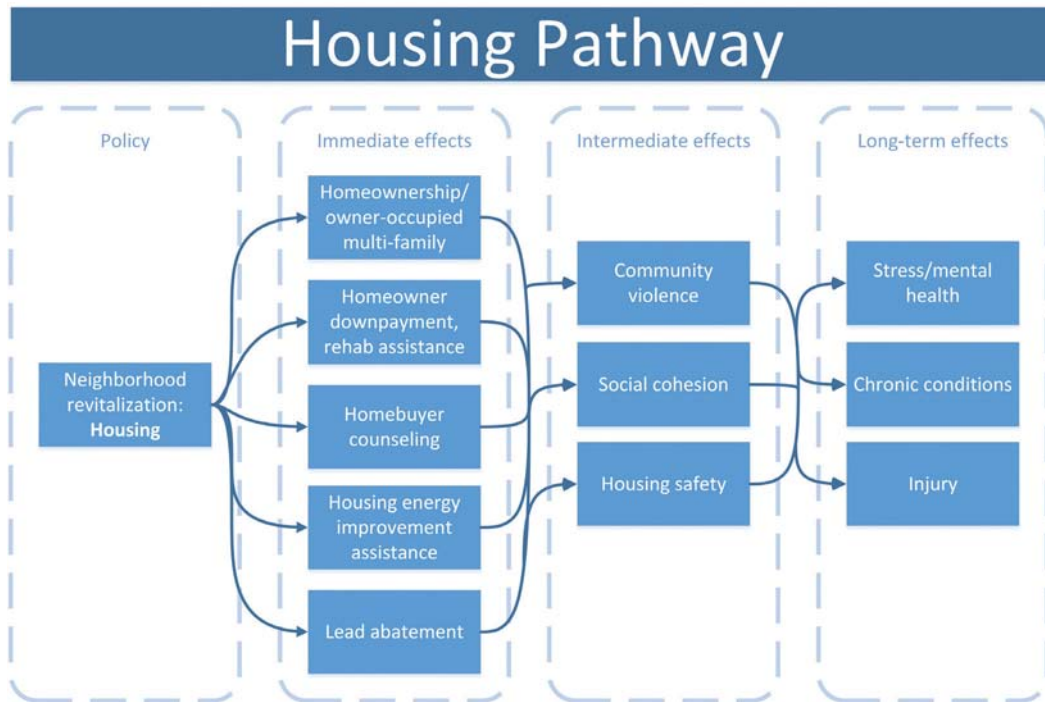 Housing Pathway
Policy
Neighborhood
revitalization:
Housing
Immediate effects
Homeownership/
owner-occupied
multi-family
Homeowner
downpayment,
rehab assistance
Homebuyer
counseling
Housing energy
improvement
assistance
Lead abatement
Intermediate effects
Community
violence
Social cohesion
Housing safety
Long-term effects
Stress/mental
health
Chronic conditions
Injury